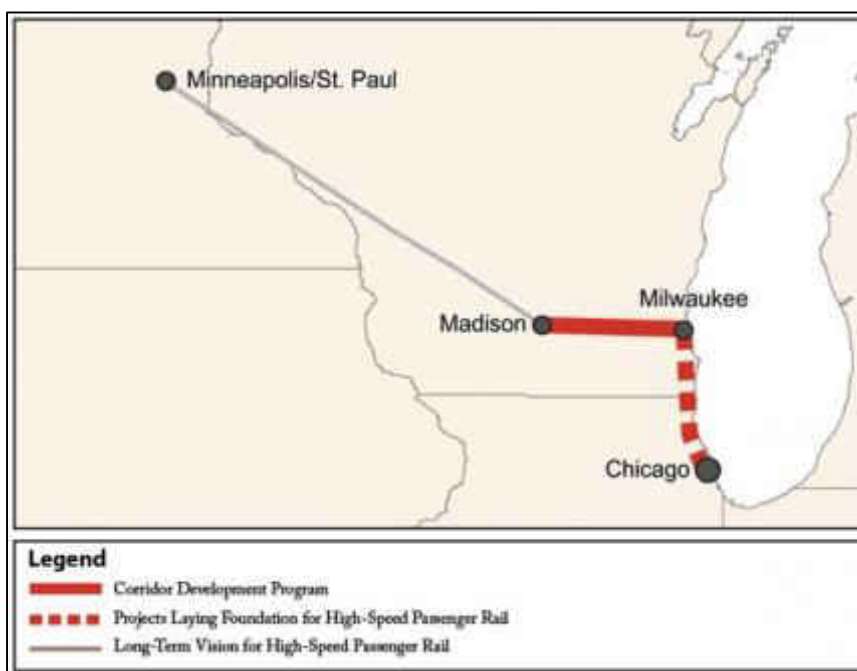 Minneapolis/St. Paul
Milwaukee
Madison
Chicago
Legend
Corridor Development Program
Projects Laying Foundation for High-Speed Passenger Rail
Long-Term Vision for High-Speed Passenger Rail